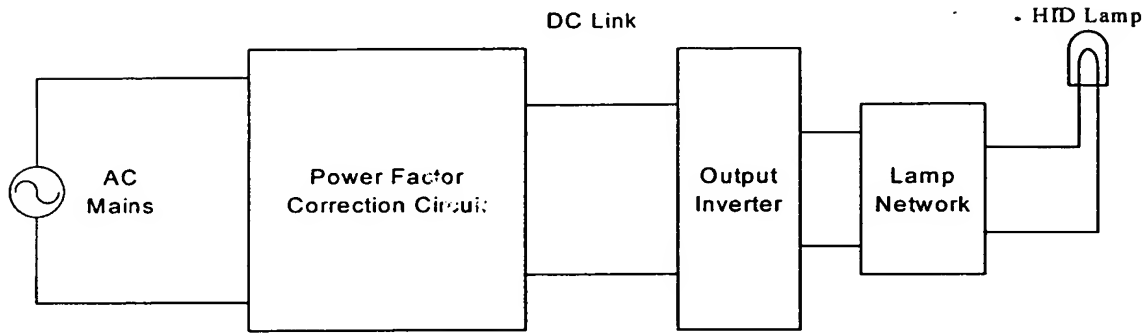 DC Link
HID Lamp
AC
Mains
Power Factor
Correction Circuit
Output
Inverter
Lamp
Network